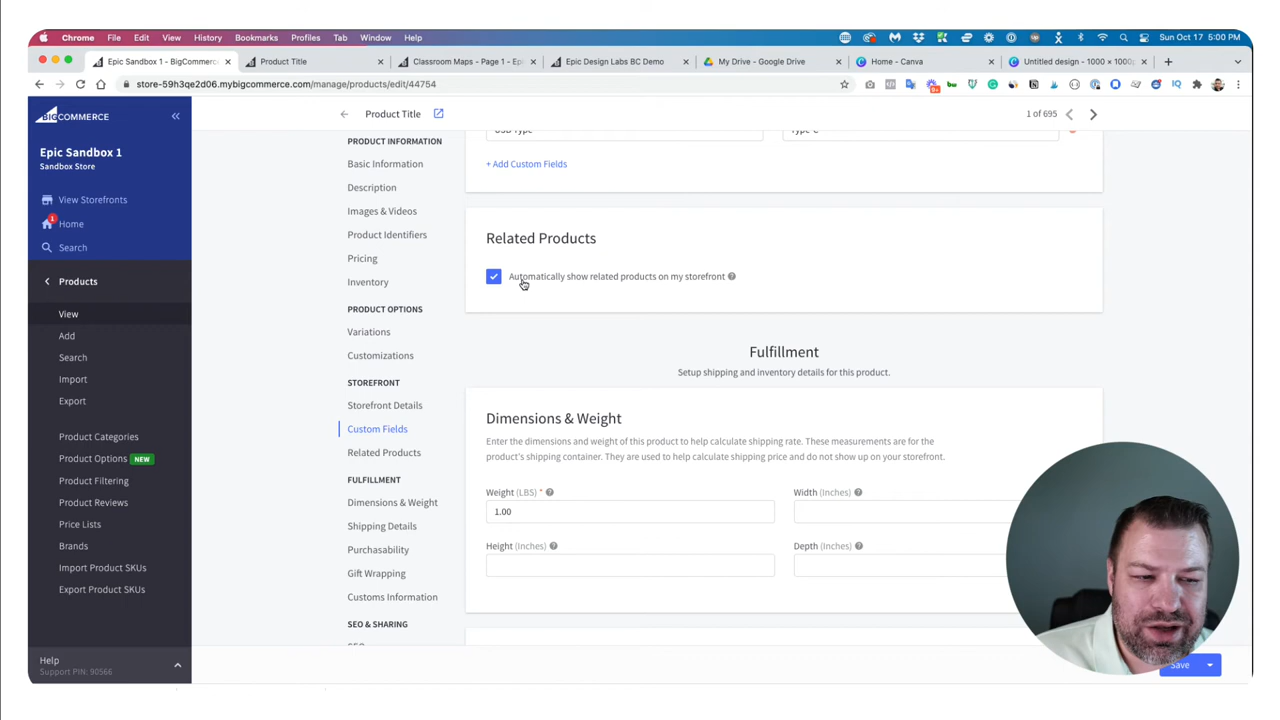 Chrome File Edit View History Bookmarks Profiles Tab Window Help Sun Oct 17 5:00 PM
Epic Sandbox 1 - BigCommerce Product Title Classroom Maps - Page 1 - Epi Epic Design Labs BC Demo My Drive - Google Drive Home - Canva Untitled design - 1000 × 1000p
store-59h3qe2d06.mybigcommerce.com/manage/products/edit/44754
BIGCOMMERCE
Epic Sandbox 1
Sandbox Store
View Storefronts
1
Home
Search
Products
View
Add
Search
Import
Export
Product Categories
Product Options NEW
Product Filtering
Product Reviews
Price Lists
Brands
Import Product SKUs
Export Product SKUs
Help
Support PIN: 90566
Product Title
1 of 695
PRODUCT INFORMATION
Basic Information
Description
Images & Videos
Product Identifiers
Pricing
Inventory
PRODUCT OPTIONS
Variations
Customizations
STOREFRONT
Storefront Details
Custom Fields
Related Products
FULFILLMENT
Dimensions & Weight
Shipping Details
Purchasability
Gift Wrapping
Customs Information
SEO & SHARING
USB Type Type C
+ Add Custom Fields
Related Products
Automatically show related products on my storefront
Fulfillment
Setup shipping and inventory details for this product.
Dimensions & Weight
Enter the dimensions and weight of this product to help calculate shipping rate. These measurements are for the
product's shipping container. They are used to help calculate shipping price and do not show up on your storefront.
Weight (LBS) * Width (Inches)
1.00
Height (Inches) Depth (Inches)
Save